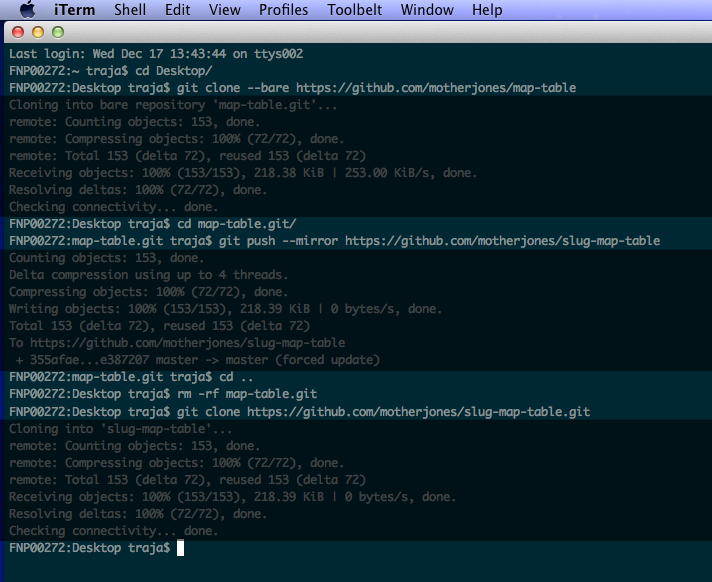 iTerm Shell Edit View Profiles Toolbelt Window Help
Last login: Wed Dec 17 13:43:44 on ttys002
FNP00272:~ traja$ cd Desktop/
FNP00272:Desktop traja$ git clone --bare https://github.com/motherjones/map-table
Cloning into bare repository 'map-table.git'...
remote: Counting objects: 153, done.
remote: Compressing objects: 100% (72/72), done.
remote: Total 153 (delta 72), reused 153 (delta 72)
Receiving objects: 100% (153/153), 218.38 KiB | 253.00 KiB/s, done.
Resolving deltas: 100% (72/72), done.
Checking connectivity... done.
FNP00272:Desktop traja$ cd map-table.git/
FNP00272:map-table.git traja$ git push --mirror https://github.com/motherjones/slug-map-table
Counting objects: 153, done.
Delta compression using up to 4 threads.
Compressing objects: 100% (72/72), done.
Writing objects: 100% (153/153), 218.39 KiB | 0 bytes/s, done.
Total 153 (delta 72), reused 153 (delta 72)
To https://github.com/motherjones/slug-map-table
 + 355afae...e387207 master -> master (forced update)
FNP00272:map-table.git traja$ cd ..
FNP00272:Desktop traja$ rm -rf map-table.git
FNP00272:Desktop traja$ git clone https://github.com/motherjones/slug-map-table.git
Cloning into 'slug-map-table'...
remote: Counting objects: 153, done.
remote: Compressing objects: 100% (72/72), done.
remote: Total 153 (delta 72), reused 153 (delta 72)
Receiving objects: 100% (153/153), 218.39 KiB | 0 bytes/s, done.
Resolving deltas: 100% (72/72), done.
Checking connectivity... done.
FNP00272:Desktop traja$